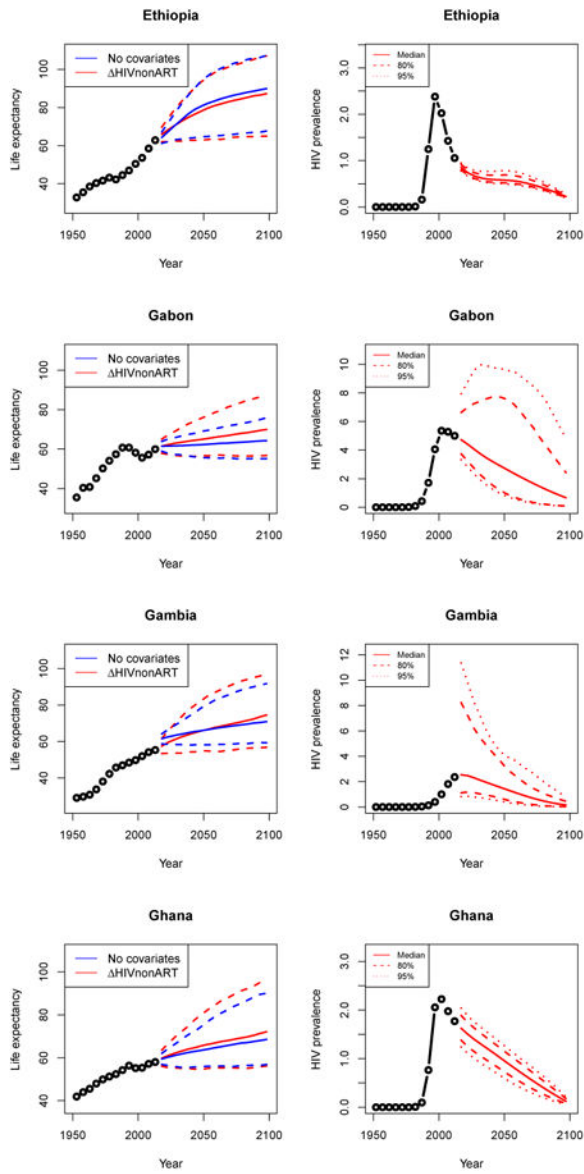 Ethiopia
No covariates
ΔHIVnonART
Life expectancy
40 60 80 100
1950 2000 2050 2100
Year
Ethiopia
Median
80%
95%
HIV prevalence
0.0 1.0 2.0 3.0
1950 2000 2050 2100
Year
Gabon
No covariates
ΔHIVnonART
Life expectancy
40 60 80 100
1950 2000 2050 2100
Year
Gabon
Median
80%
95%
HIV prevalence
0 2 4 6 8 10
1950 2000 2050 2100
Year
Gambia
No covariates
ΔHIVnonART
Life expectancy
40 60 80 100
1950 2000 2050 2100
Year
Gambia
Median
80%
95%
HIV prevalence
0 2 4 6 8 10 12
1950 2000 2050 2100
Year
Ghana
No covariates
ΔHIVnonART
Life expectancy
40 60 80 100
1950 2000 2050 2100
Year
Ghana
Median
80%
95%
HIV prevalence
0.0 1.0 2.0 3.0
1950 2000 2050 2100
Year